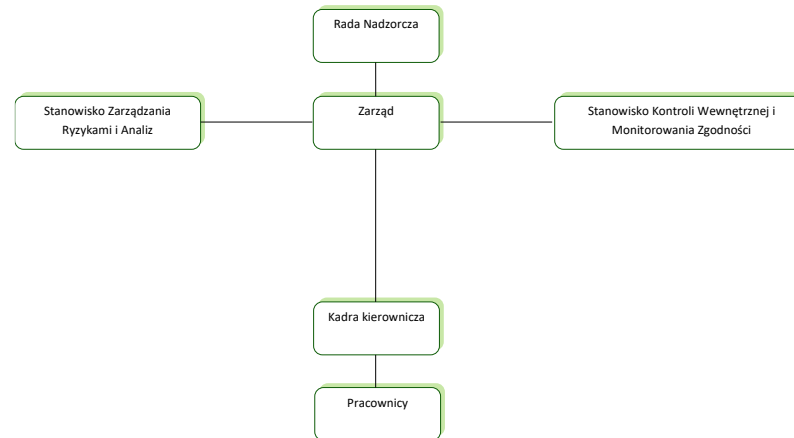 Rada Nadzorcza
Stanowisko Zarządzania
Ryzykami i Analiz
Zarząd
Stanowisko Kontroli Wewnętrznej i
Monitorowania Zgodności
Kadra kierownicza
Pracownicy